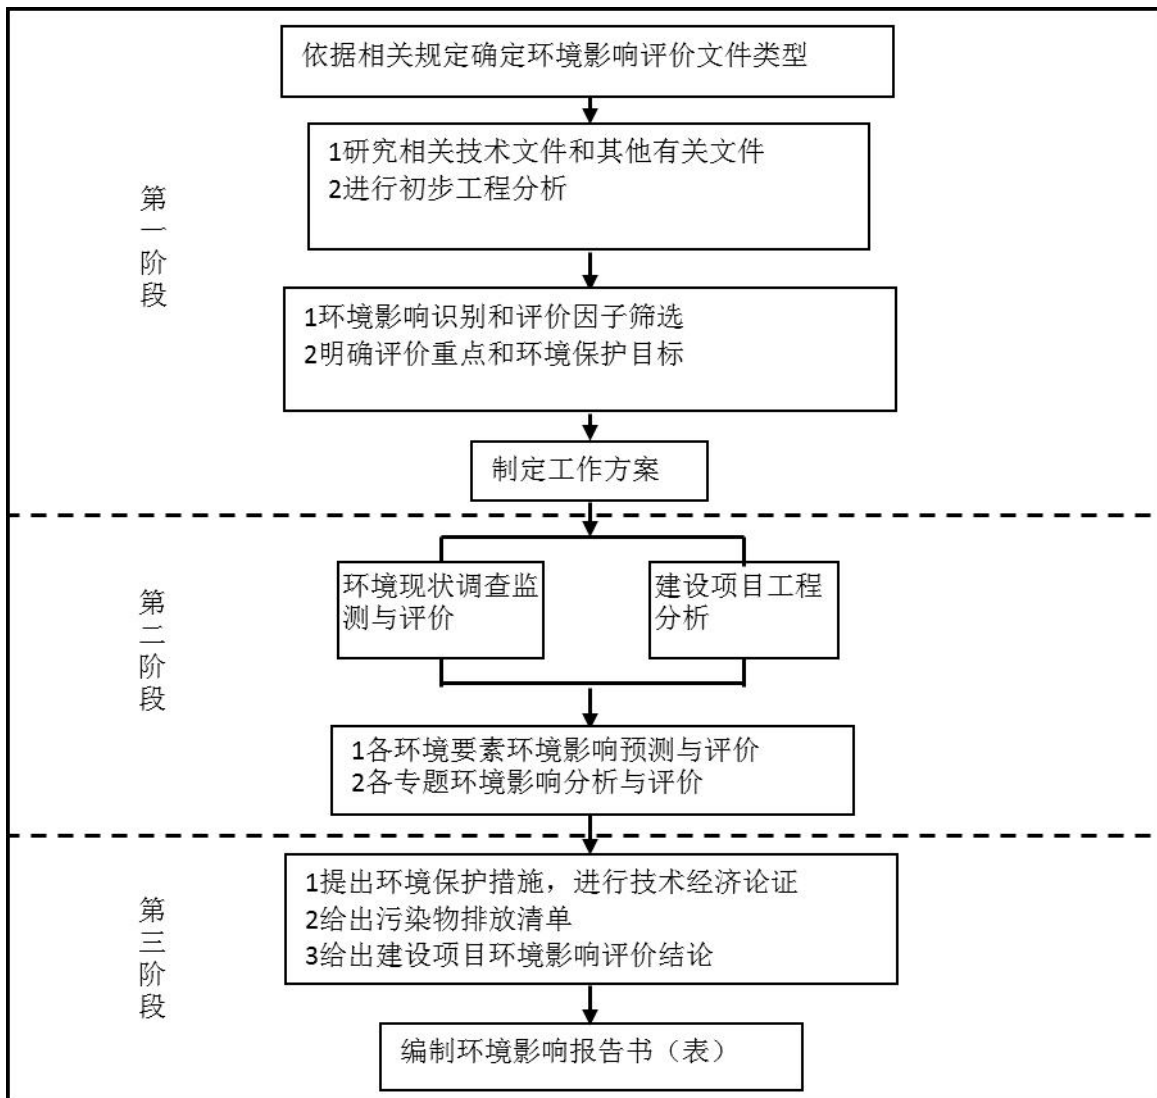 依据相关规定确定环境影响评价文件类型
1研究相关技术文件和其他有关文件
2进行初步工程分析
第一阶段
1环境影响识别和评价因子筛选
2明确评价重点和环境保护目标
制定工作方案
第二阶段
环境现状调查监
测与评价
建设项目工程
分析
1各环境要素环境影响预测与评价
2各专题环境影响分析与评价
第三阶段
1提出环境保护措施，进行技术经济论证
2给出污染物排放清单
3给出建设项目环境影响评价结论
编制环境影响报告书（表）